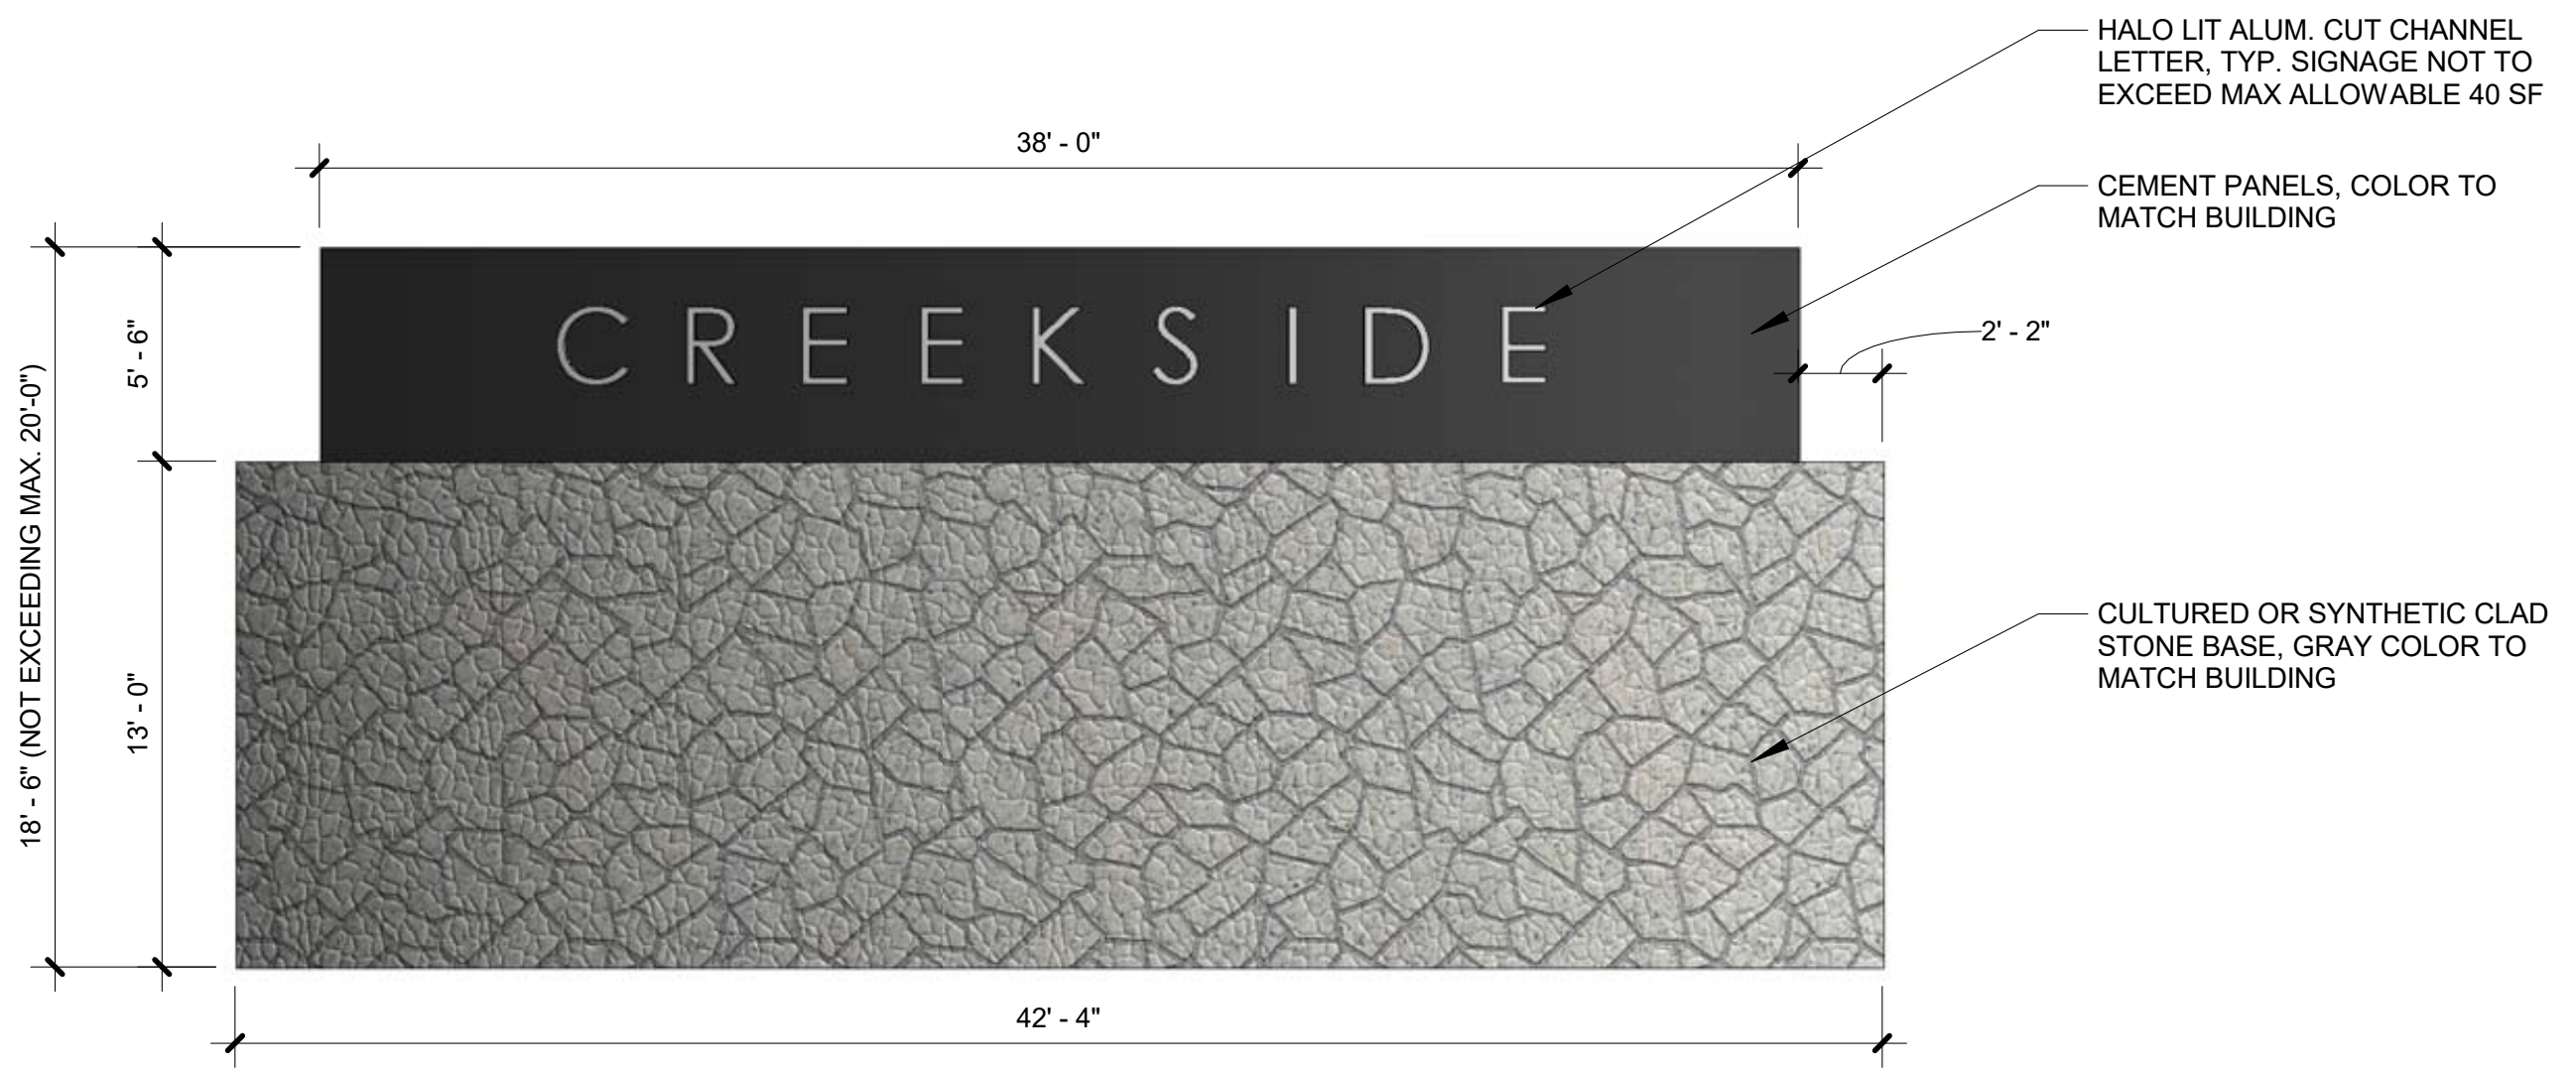 HALO LIT ALUM. CUT CHANNEL
LETTER, TYP. SIGNAGE NOT TO
EXCEED MAX ALLOWABLE 40 SF
38' - 0"
CEMENT PANELS, COLOR TO
MATCH BUILDING
CREEKSIDE
2' - 2"
5' - 6"
18' - 6" (NOT EXCEEDING MAX. 20'-0")
13' - 0"
CULTURED OR SYNTHETIC CLAD
STONE BASE, GRAY COLOR TO
MATCH BUILDING
42' - 4"